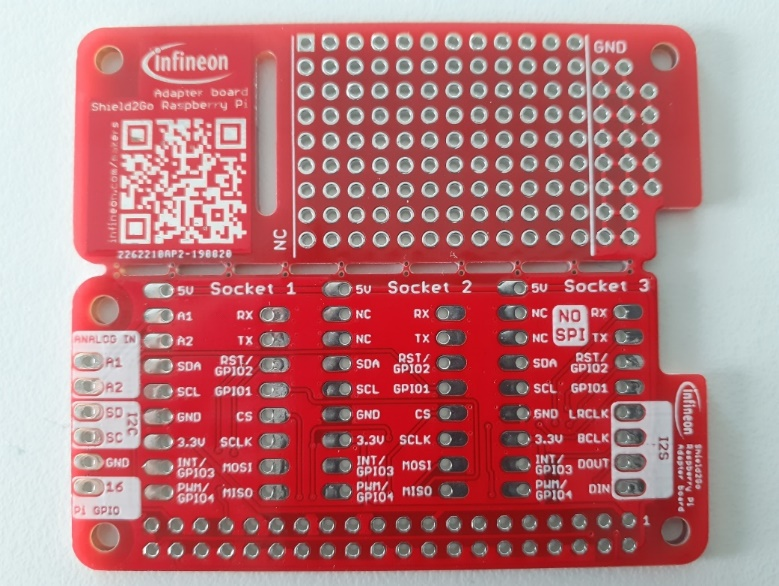 infineon
Adapter board
Shield2Go Raspberry Pi
infineon.com/makers
GND
NC
2262210AP2-190820
5V Socket 1
5V Socket 2
5V Socket 3
A1 RX
NC RX
NC RX
NO
SPI
A2 TX
NC TX
NC TX
ANALOG IN
A1
A2
SDA RST/
GPIO2
SDA RST/
GPIO2
SDA RST/
GPIO2
SCL GPIO1
SCL GPIO1
SCL GPIO1
SD
SC
I2C
GND CS
GND CS
GND LRCLK
3.3V SCLK
3.3V SCLK
3.3V BCLK
I2S
GND
INT/
GPIO3 MOSI
INT/
GPIO3 MOSI
INT/
GPIO3 DOUT
16
Pi GPIO
PWM/
GPIO4 MISO
PWM/
GPIO4 MISO
PWM/
GPIO4 DIN
1
infineon
Shield2Go
Raspberry Pi
Adapter board